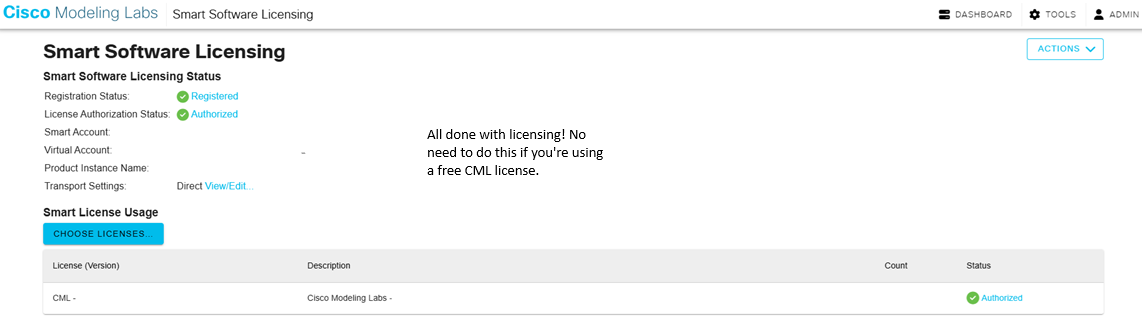 Cisco Modeling Labs Smart Software Licensing DASHBOARD TOOLS ADMIN
Smart Software Licensing ACTIONS
Smart Software Licensing Status
Registration Status: Registered
License Authorization Status: Authorized
Smart Account:
Virtual Account: –
Product Instance Name:
Transport Settings: Direct View/Edit...
All done with licensing! No
need to do this if you're using
a free CML license.
Smart License Usage
CHOOSE LICENSES...
License (Version) Description Count Status
CML - Cisco Modeling Labs - Authorized